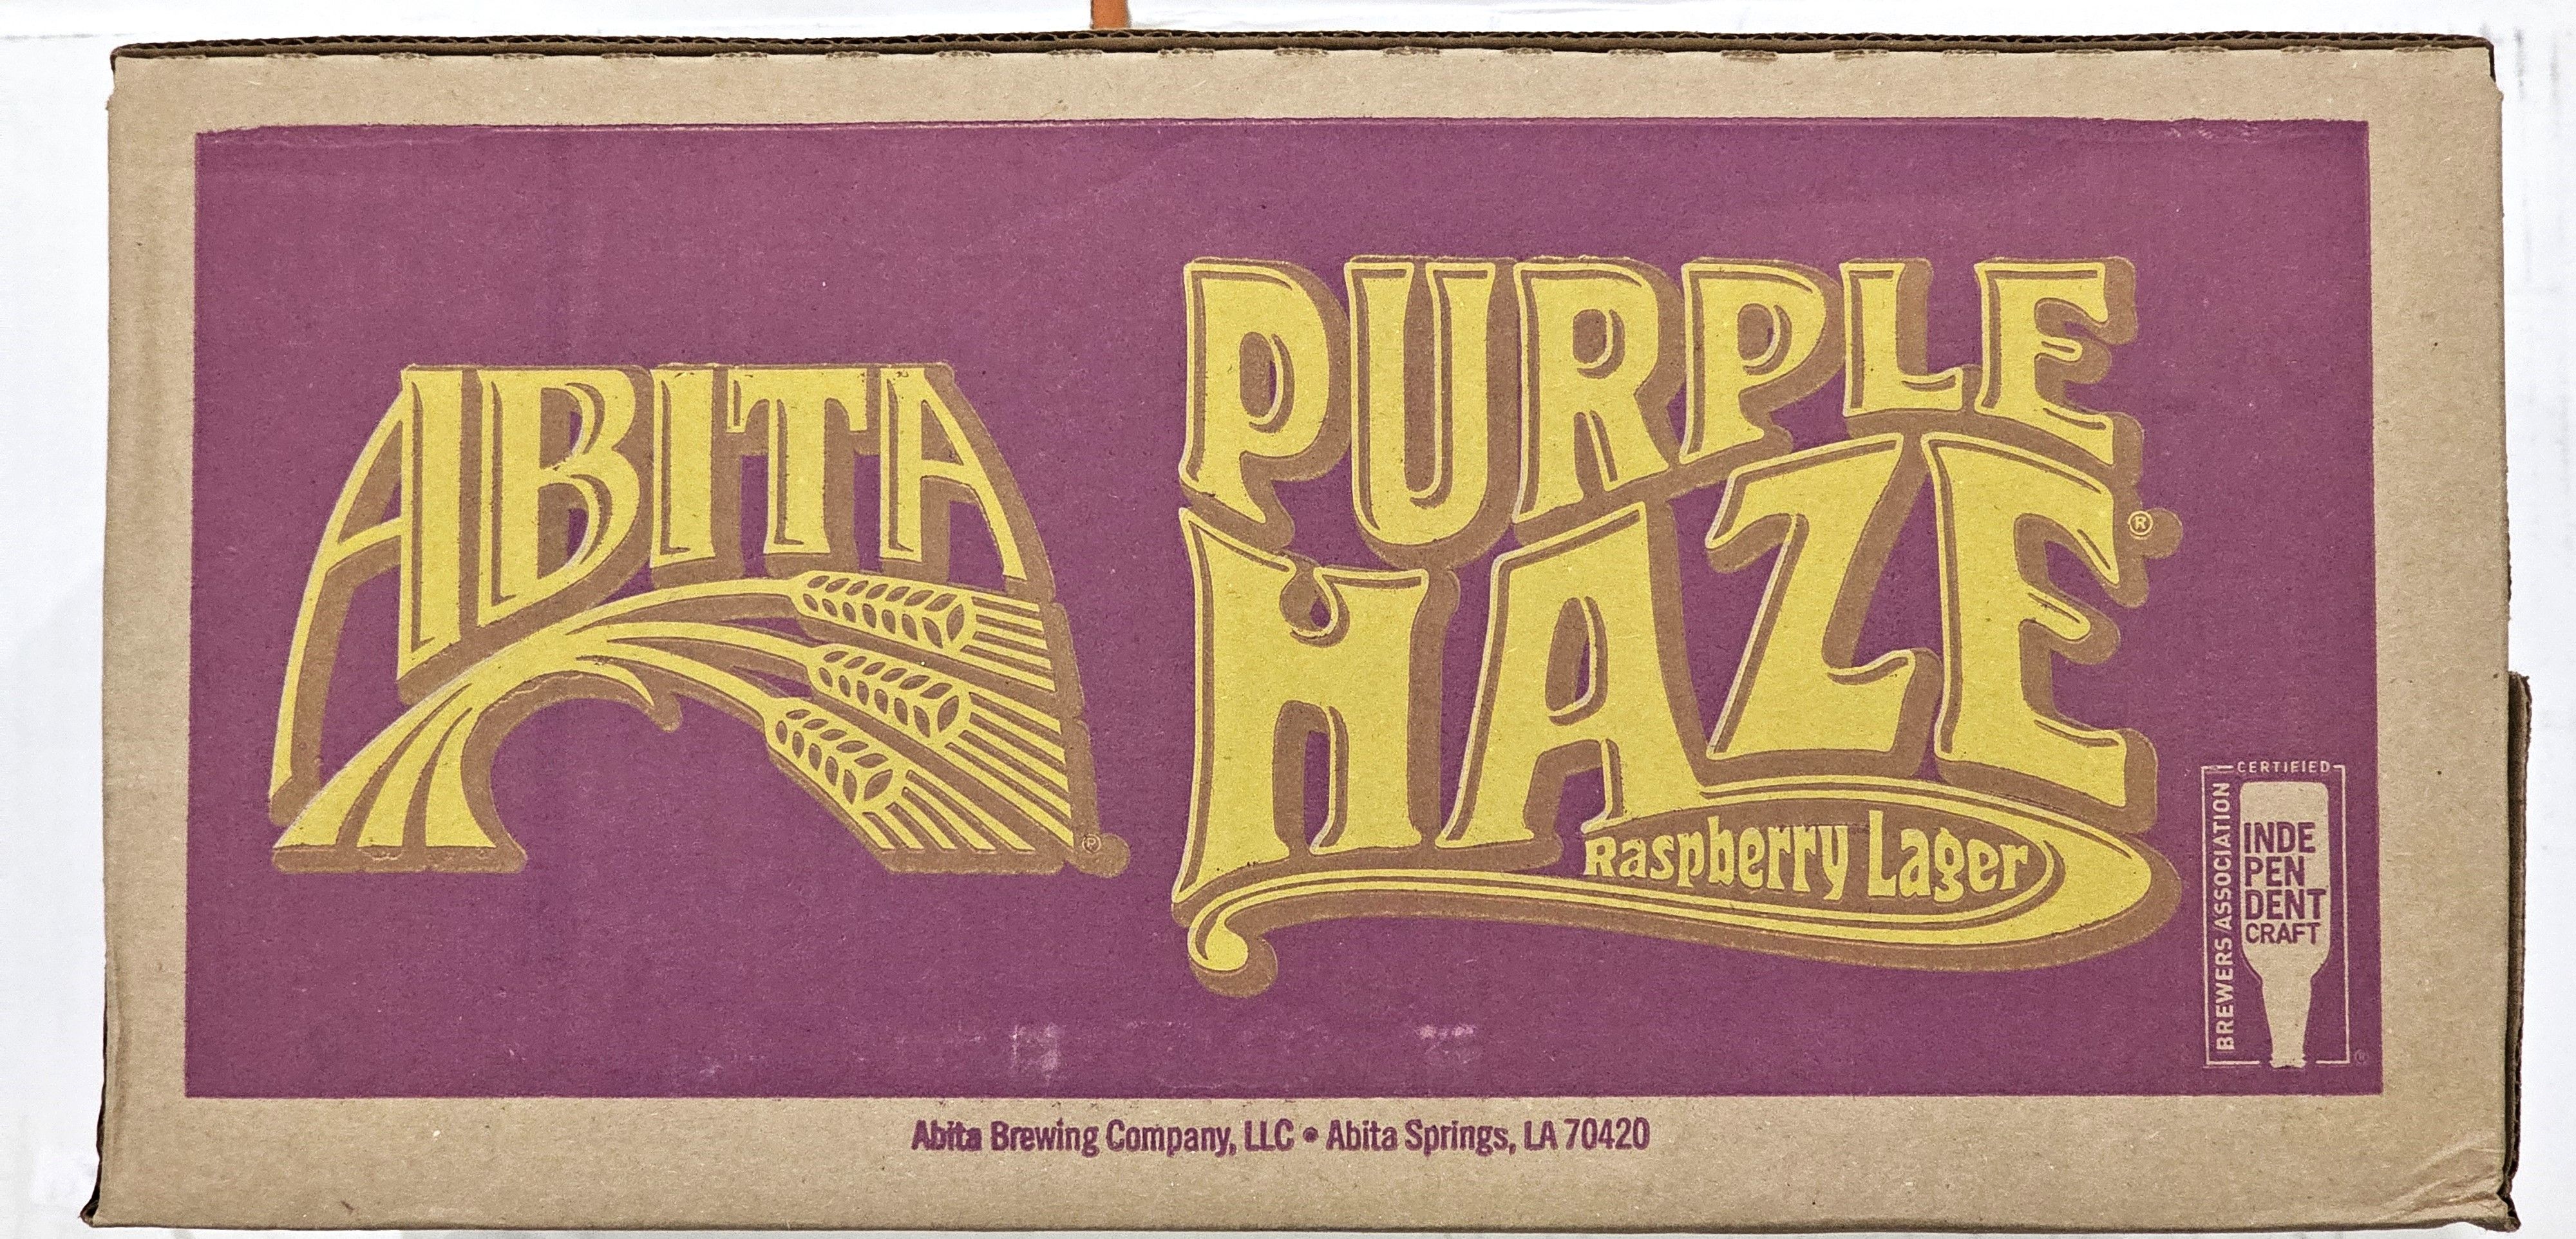 ABITA
PURPLE
HAZE®
Raspberry Lager
CERTIFIED
BREWERS ASSOCIATION
INDE
PEN
DENT
CRAFT
®
Abita Brewing Company, LLC • Abita Springs, LA 70420